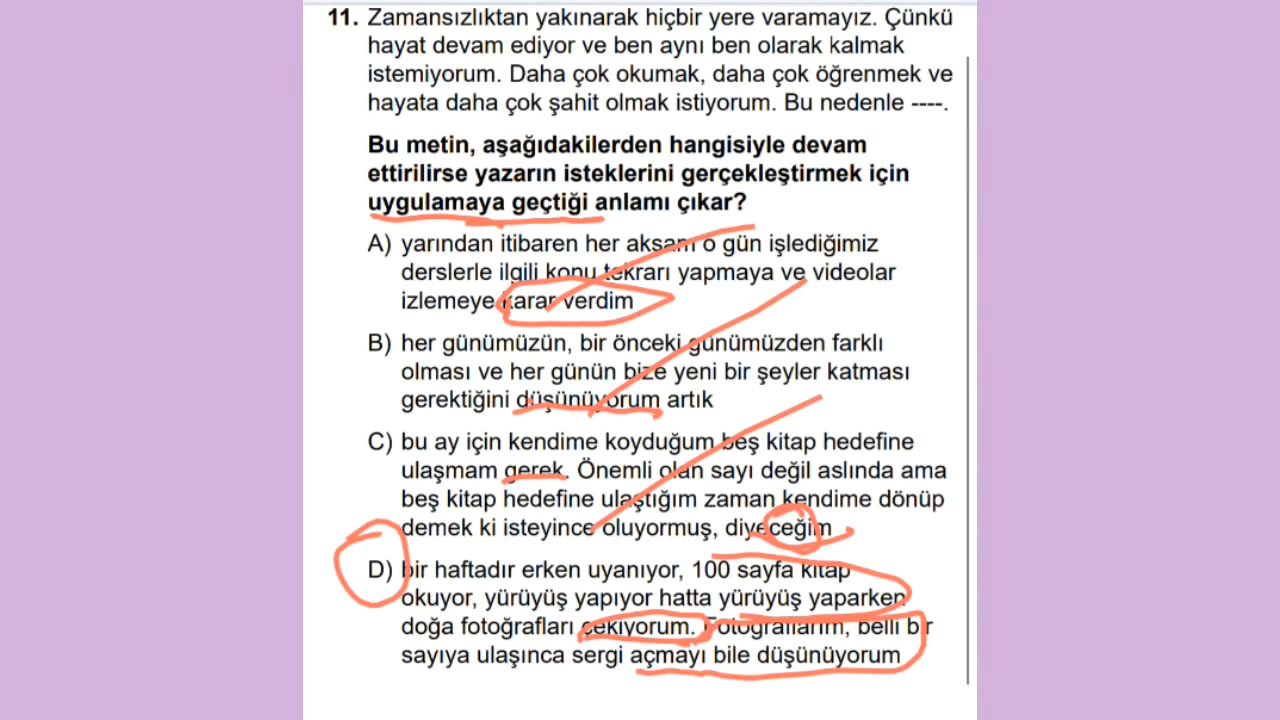 11. Zamansızlıktan yakınarak hiçbir yere varamayız. Çünkü
hayat devam ediyor ve ben aynı ben olarak kalmak
istemiyorum. Daha çok okumak, daha çok öğrenmek ve
hayata daha çok şahit olmak istiyorum. Bu nedenle ----.
Bu metin, aşağıdakilerden hangisiyle devam
ettirilirse yazarın isteklerini gerçekleştirmek için
uygulamaya geçtiği anlamı çıkar?
A) yarından itibaren her akşam o gün işlediğimiz
derslerle ilgili konu tekrarı yapmaya ve videolar
izlemeye karar verdim
B) her günümüzün, bir önceki günümüzden farklı
olması ve her günün bize yeni bir şeyler katması
gerektiğini düşünüyorum artık
C) bu ay için kendime koyduğum beş kitap hedefine
ulaşmam gerek. Önemli olan sayı değil aslında ama
beş kitap hedefine ulaştığım zaman kendime dönüp
demek ki isteyince oluyormuş, diyeceğim
D) bir haftadır erken uyanıyor, 100 sayfa kitap
okuyor, yürüyüş yapıyor hatta yürüyüş yaparken
doğa fotoğrafları çekiyorum. Fotoğraflarım, belli bir
sayıya ulaşınca sergi açmayı bile düşünüyorum